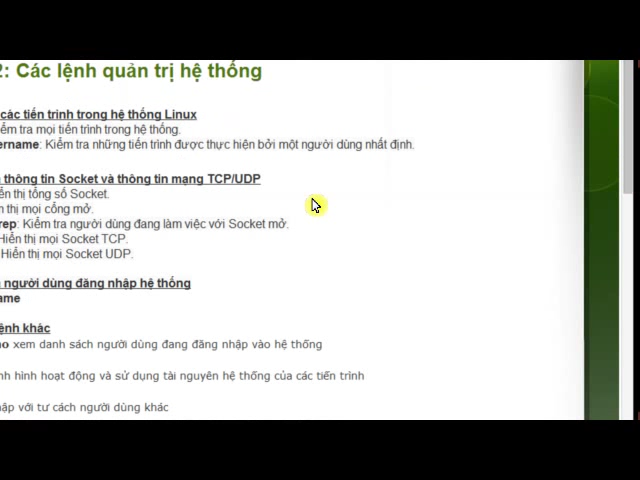 2: Các lệnh quản trị hệ thống
các tiến trình trong hệ thống Linux
iểm tra mọi tiến trình trong hệ thống.
ername: Kiểm tra những tiến trình được thực hiện bởi một người dùng nhất định.
thông tin Socket và thông tin mạng TCP/UDP
ển thị tổng số Socket.
n thị mọi cổng mở.
rep: Kiểm tra người dùng đang làm việc với Socket mở.
Hiển thị mọi Socket TCP.
Hiển thị mọi Socket UDP.
người dùng đăng nhập hệ thống
ame
ệnh khác
ho xem danh sách người dùng đang đăng nhập vào hệ thống
nh hình hoạt động và sử dụng tài nguyên hệ thống của các tiến trình
nập với tư cách người dùng khác